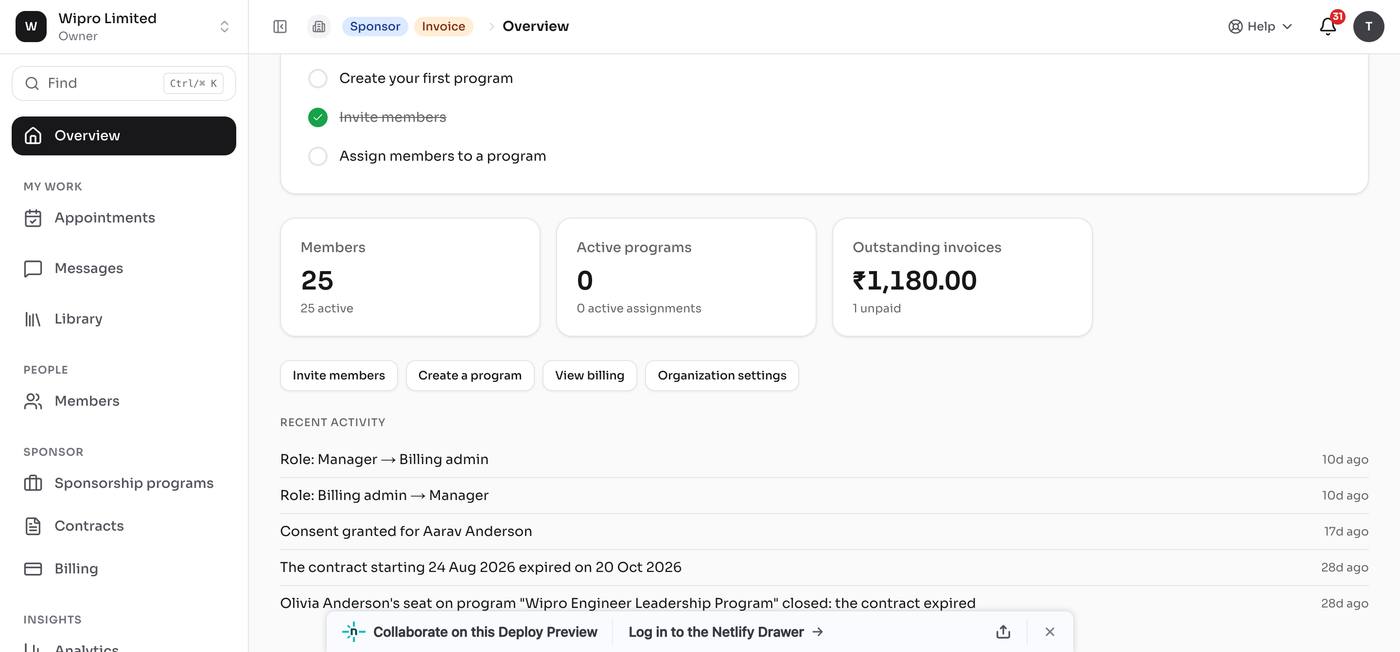 W
Wipro Limited
Owner
Sponsor
Invoice
Overview
Help
31
T
Find
Ctrl/⌘ K
Overview
MY WORK
Appointments
Messages
Library
PEOPLE
Members
SPONSOR
Sponsorship programs
Contracts
Billing
INSIGHTS
Analytics
Create your first program
Invite members
Assign members to a program
Members
25
25 active
Active programs
0
0 active assignments
Outstanding invoices
₹1,180.00
1 unpaid
Invite members
Create a program
View billing
Organization settings
RECENT ACTIVITY
Role: Manager → Billing admin
10d ago
Role: Billing admin → Manager
10d ago
Consent granted for Aarav Anderson
17d ago
The contract starting 24 Aug 2026 expired on 20 Oct 2026
28d ago
Olivia Anderson's seat on program "Wipro Engineer Leadership Program" closed: the contract expired
28d ago
Collaborate on this Deploy Preview
Log in to the Netlify Drawer →